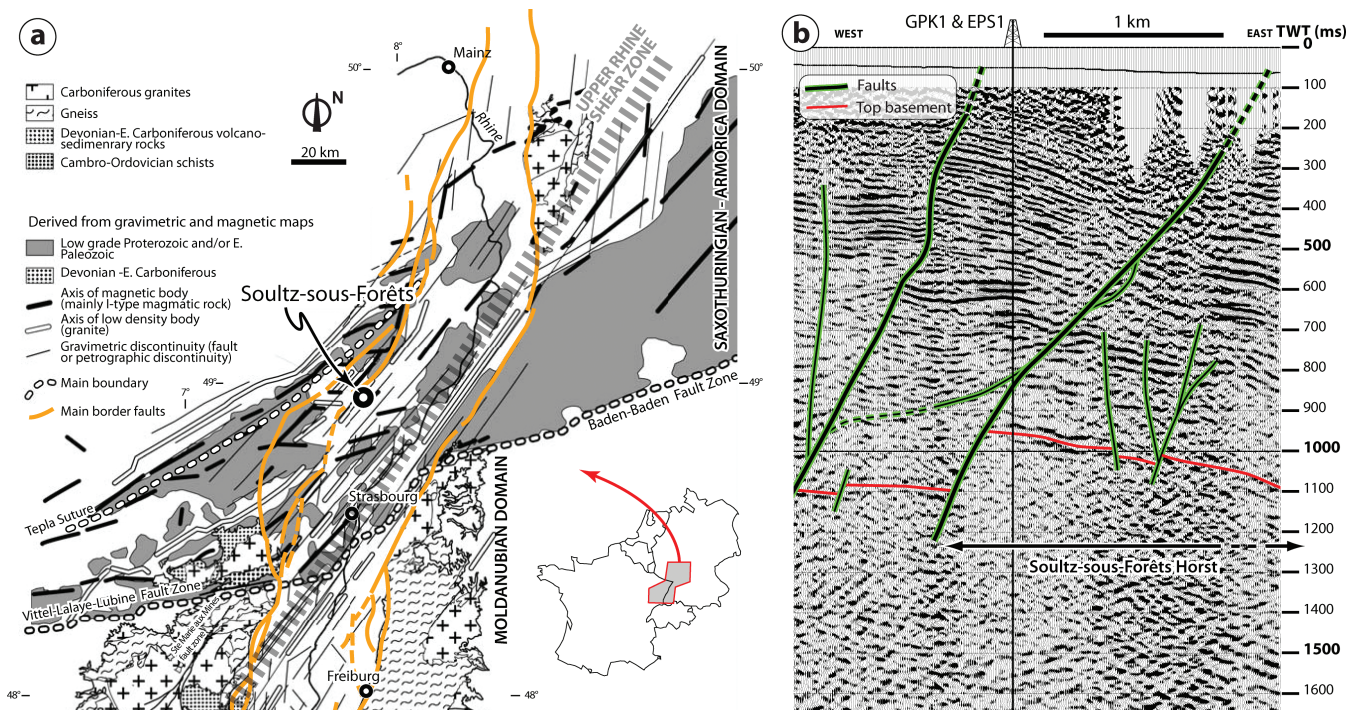 a
8°
Mainz
50°
50°
Carboniferous granites
Gneiss
Devonian-E. Carboniferous volcano-
sedimenrary rocks
Cambro-Ordovician schists
N
20 km
Rhine
UPPER RHINE
SHEAR ZONE
SAXOTHURINGIAN - ARMORICA DOMAIN
Derived from gravimetric and magnetic maps
Low grade Proterozoic and/or E.
Paleozoic
Devonian -E. Carboniferous
Axis of magnetic body
(mainly I-type magmatic rock)
Axis of low density body
(granite)
Gravimetric discontinuity (fault
or petrographic discontinuity)
Main boundary
Main border faults
Soultz-sous-Forêts
7°
49°
49°
Baden-Baden Fault Zone
Strasbourg
Tepla Suture
Vittel-Lalaye-Lubine Fault Zone
Ste Marie aux Mines
fault zone
MOLDANUBIAN DOMAIN
Freiburg
48°
48°
b
WEST
GPK1 & EPS1
1 km
EAST TWT (ms)
Faults
Top basement
0
100
200
300
400
500
600
700
800
900
1000
1100
1200
Soultz-sous-Forêts Horst
1300
1400
1500
1600